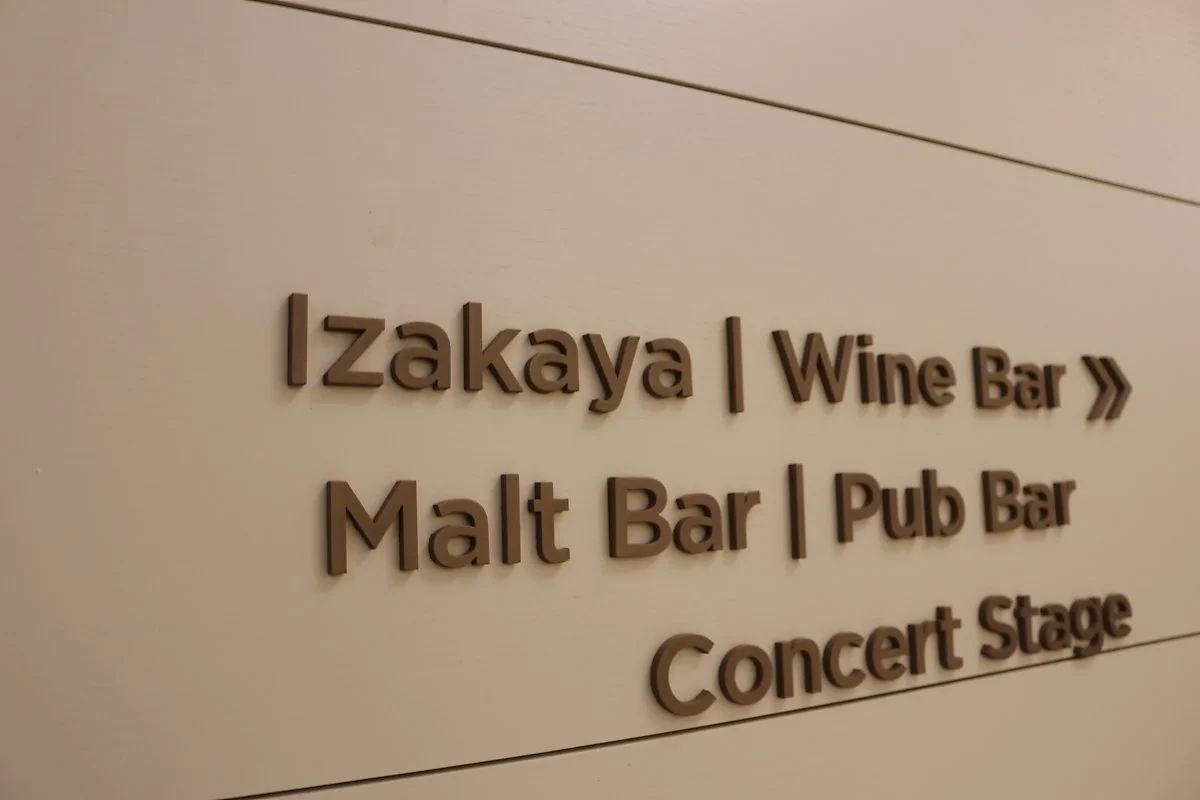 Izakaya | Wine Bar »
Malt Bar | Pub Bar
Concert Stage